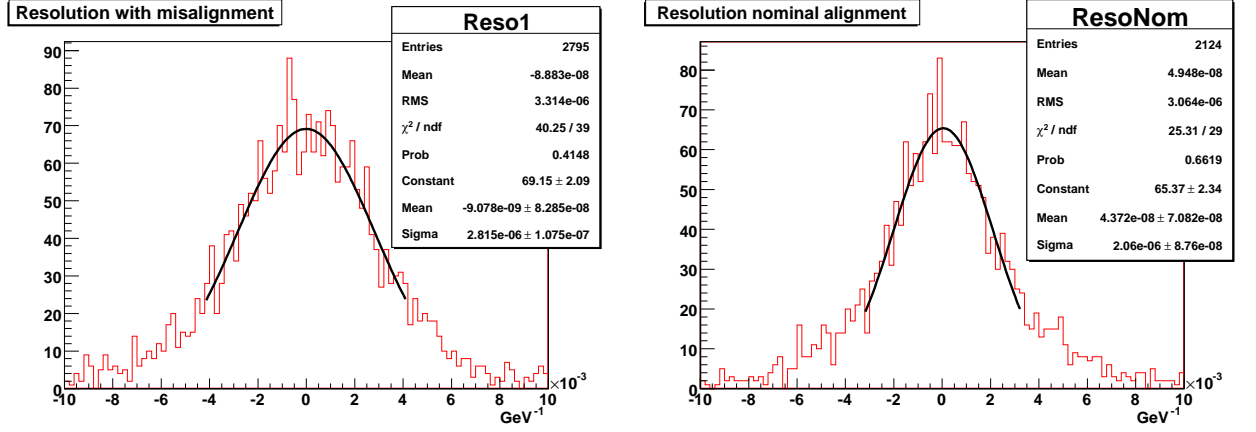 Resolution with misalignment
Reso1
Entries 2795
Mean -8.883e-08
RMS 3.314e-06
χ² / ndf 40.25 / 39
Prob 0.4148
Constant 69.15 ± 2.09
Mean -9.078e-09 ± 8.285e-08
Sigma 2.815e-06 ± 1.075e-07
90
80
70
60
50
40
30
20
10
0
-10 -8 -6 -4 -2 0 2 4 6 8 10
×10⁻³
GeV⁻¹
Resolution nominal alignment
ResoNom
Entries 2124
Mean 4.948e-08
RMS 3.064e-06
χ² / ndf 25.31 / 29
Prob 0.6619
Constant 65.37 ± 2.34
Mean 4.372e-08 ± 7.082e-08
Sigma 2.06e-06 ± 8.76e-08
80
70
60
50
40
30
20
10
0
-10 -8 -6 -4 -2 0 2 4 6 8 10
×10⁻³
GeV⁻¹